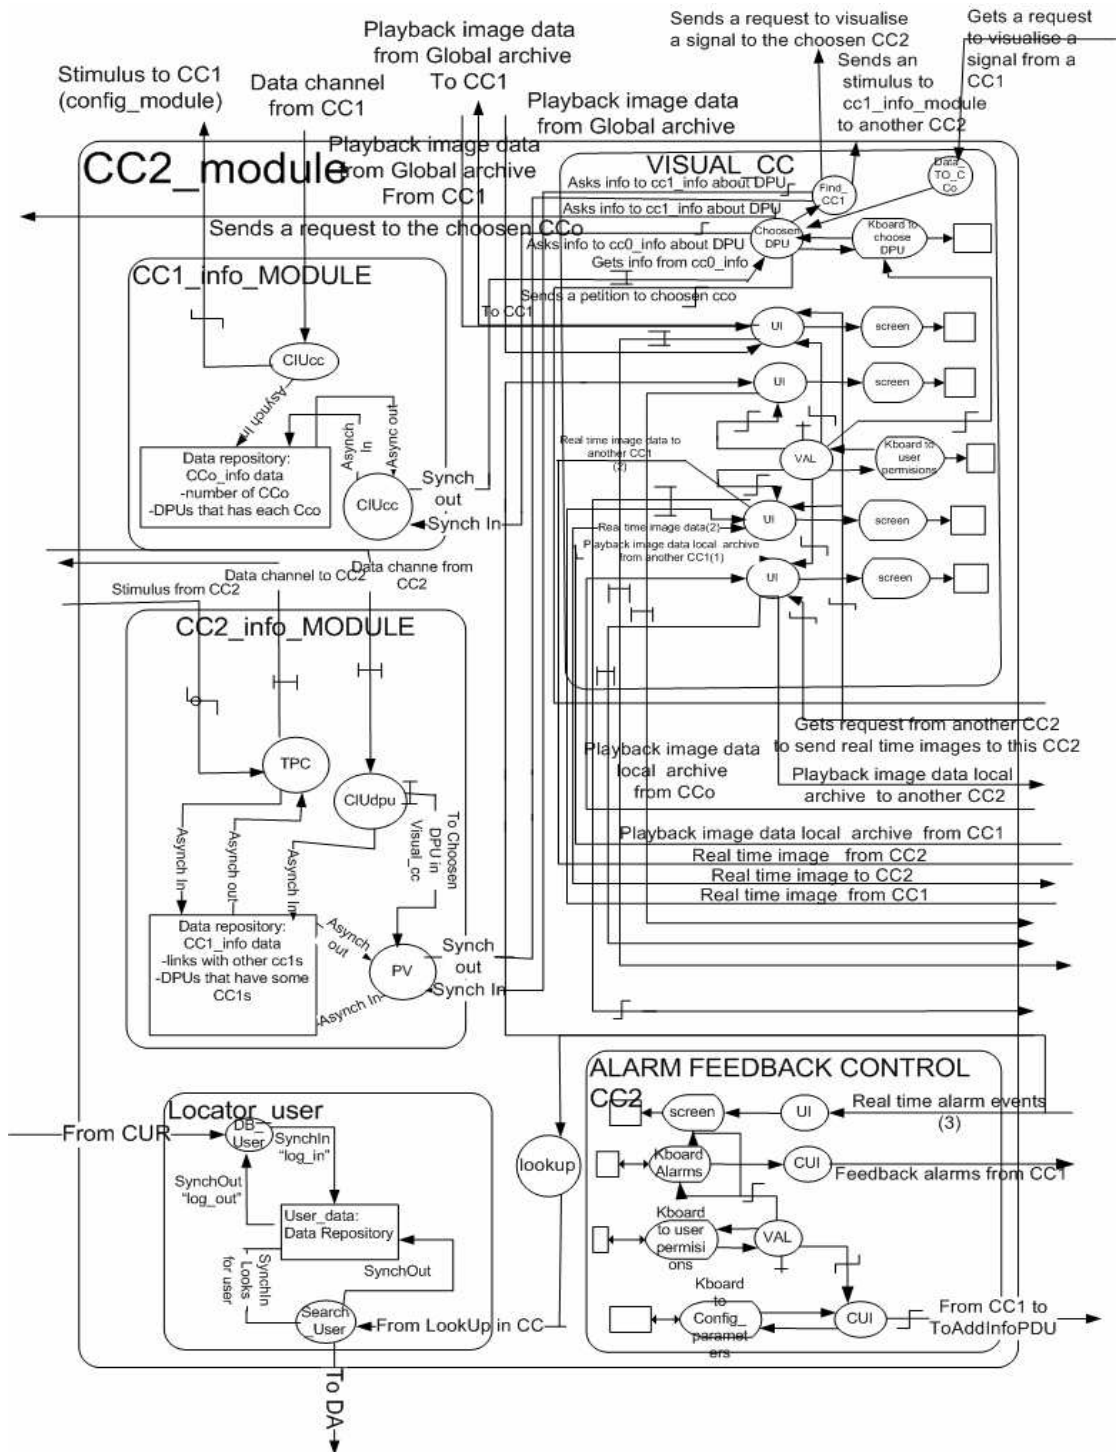 Sends a request to visualise
a signal to the choosen CC2
Gets a request
to visualise a
signal from a
CC1
Playback image data
from Global archive
To CC1
Sends an
stimulus to
cc1_info_module
to another CC2
Stimulus to CC1
(config_module)
Data channel
from CC1
Playback image data
from Global archive
CC2_module
Playback image data
from Global archive
From CC1
VISUAL_CC
Asks info to cc1_info about DPU
Find_
CC1
Data_
TO_C
Co
Asks info to cc1_info about DPU
Sends a request to the choosen CCo
Choosen
DPU
Kboard to
choose
DPU
Asks info to cc0_info about DPU
Gets info from cc0_info
Sends a petition to choosen cco
To CC1
CC1_info_MODULE
CIUcc
Asynch In
Asynch
In
Async out
Data repository:
CCo_info data
-number of CCo
-DPUs that has each Cco
CIUcc
Synch
out
Synch In
UI
screen
UI
screen
Real time image data to
another CC1
(2)
VAL
Kboard to
user
permisions
UI
screen
Real time image data(2)
Playback image data local archive
from another CC1(1)
UI
screen
Data channel to CC2
Data channe from
CC2
Stimulus from CC2
CC2_info_MODULE
TPC
CIUdpu
To Choosen
DPU in
Visual_cc
Asynch In
Asynch out
Asynch In
Data repository:
CC1_info data
-links with other cc1s
-DPUs that have some
CC1s
Asynch
out
PV
Synch
out
Synch In
Asynch In
Gets request from another CC2
to send real time images to this CC2
Playback image data
local archive
from CCo
Playback image data local
archive to another CC2
Playback image data local archive from CC1
Real time image from CC2
Real time image to CC2
Real time image from CC1
ALARM FEEDBACK CONTROL
CC2
screen
UI
Real time alarm events
(3)
Kboard
Alarms
CUI
Feedback alarms from CC1
Kboard
to user
permisi
ons
VAL
Kboard
to
Config_
paramet
ers
CUI
From CC1 to
ToAddInfoPDU
Locator_user
From CUR
DB_
User
SynchIn
"log_in"
SynchOut
"log_out"
User_data:
Data Repository
SynchIn
Looks
for user
SynchOut
Search
_User
From LookUp in CC
lookup
To DA